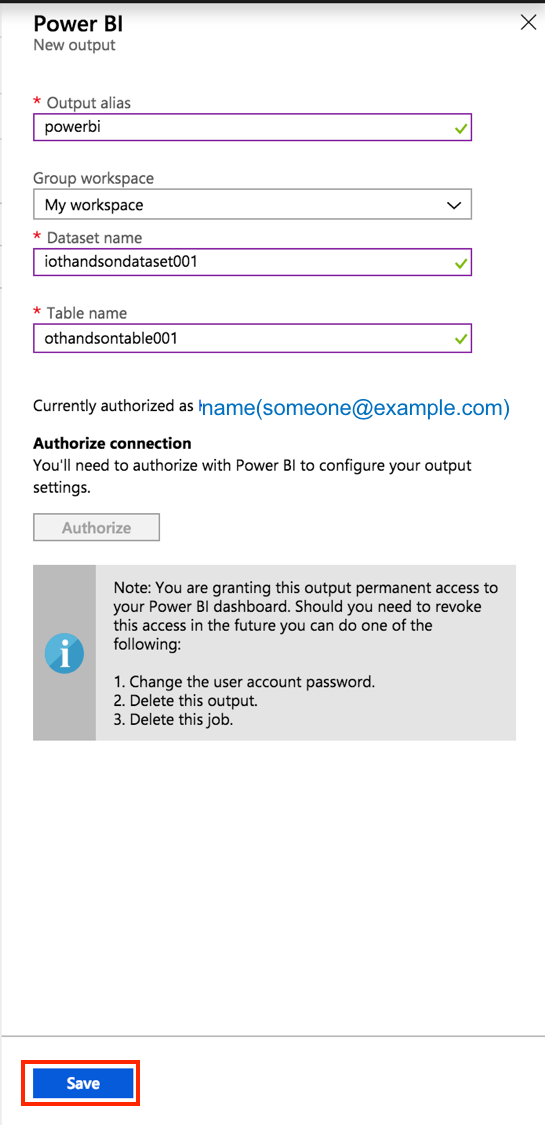 Power BI
New output
* Output alias
powerbi
Group workspace
My workspace
* Dataset name
iothandsondataset001
* Table name
othandsontable001
Currently authorized as name(someone@example.com)
Authorize connection
You'll need to authorize with Power BI to configure your output
settings.
Authorize
Note: You are granting this output permanent access to
your Power BI dashboard. Should you need to revoke
this access in the future you can do one of the
following:
1. Change the user account password.
2. Delete this output.
3. Delete this job.
Save